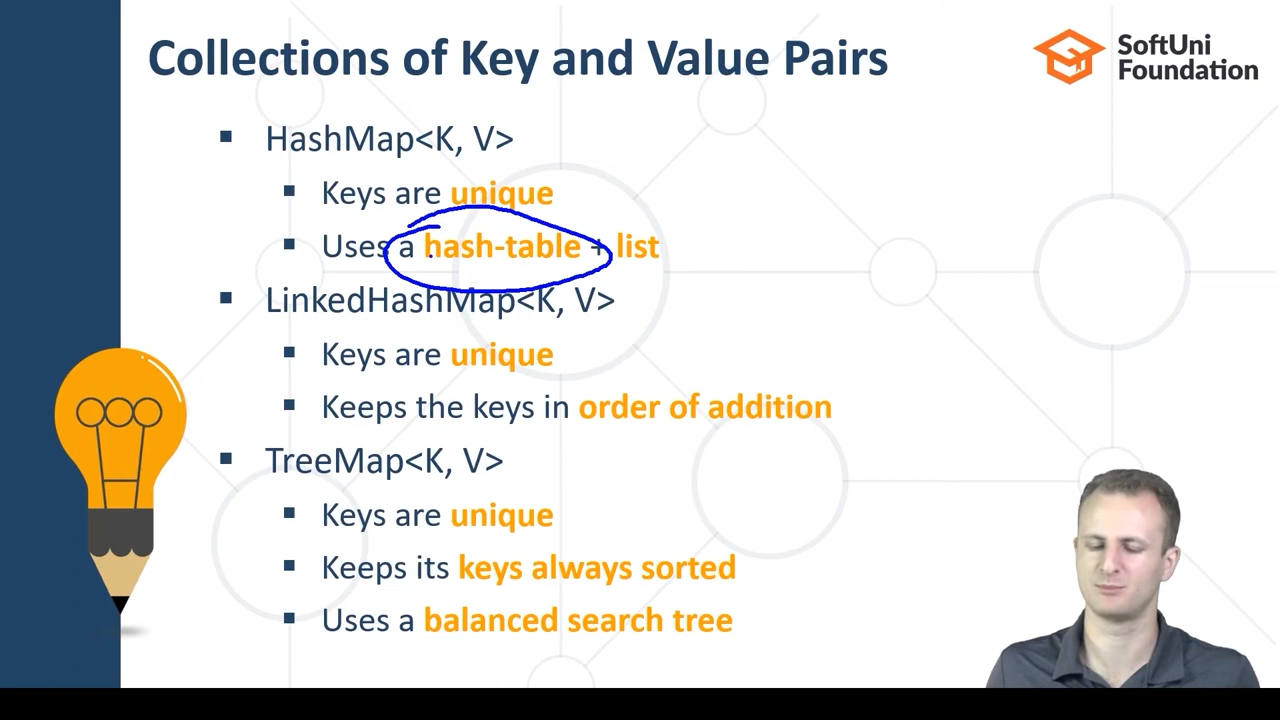 Collections of Key and Value Pairs
SoftUni
Foundation
▪ HashMap<K, V>
▪ Keys are unique
▪ Uses a hash-table + list
▪ LinkedHashMap<K, V>
▪ Keys are unique
▪ Keeps the keys in order of addition
▪ TreeMap<K, V>
▪ Keys are unique
▪ Keeps its keys always sorted
▪ Uses a balanced search tree